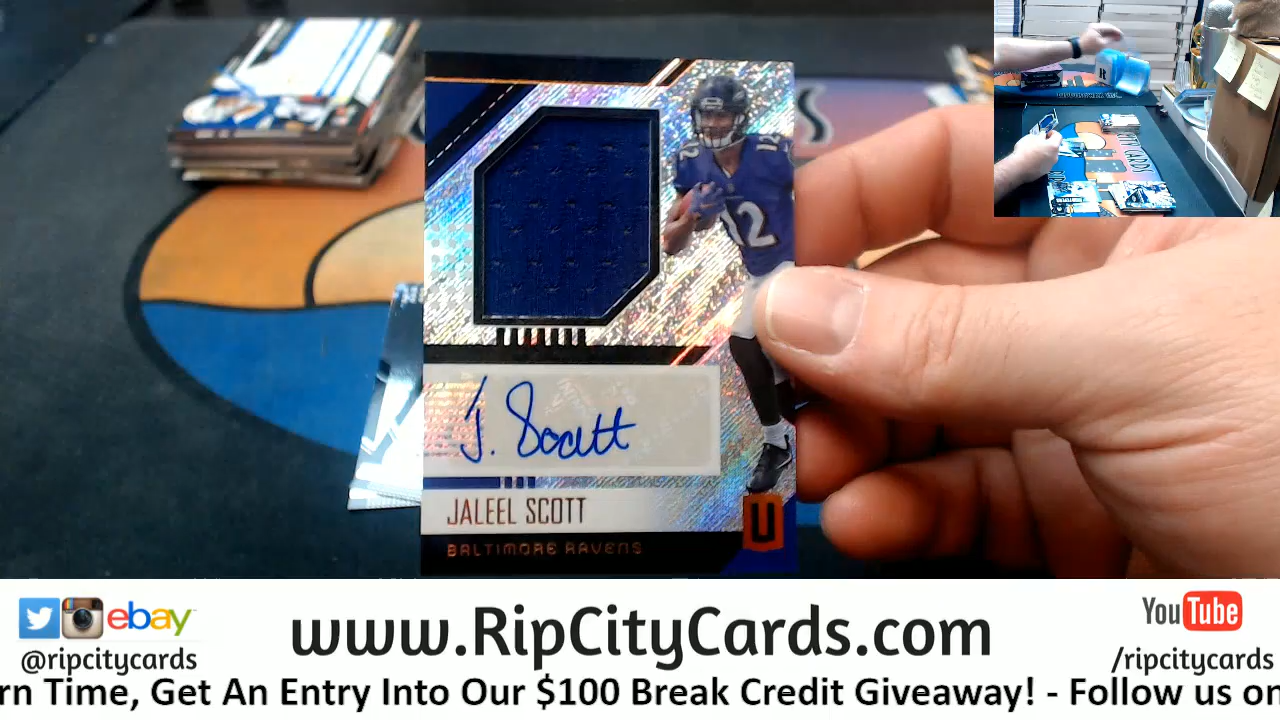 12
12
J. Scott
JALEEL SCOTT
BALTIMORE RAVENS
U
ebay
@ripcitycards
www.RipCityCards.com
YouTube
/ripcitycards
rn Time, Get An Entry Into Our $100 Break Credit Giveaway! - Follow us on